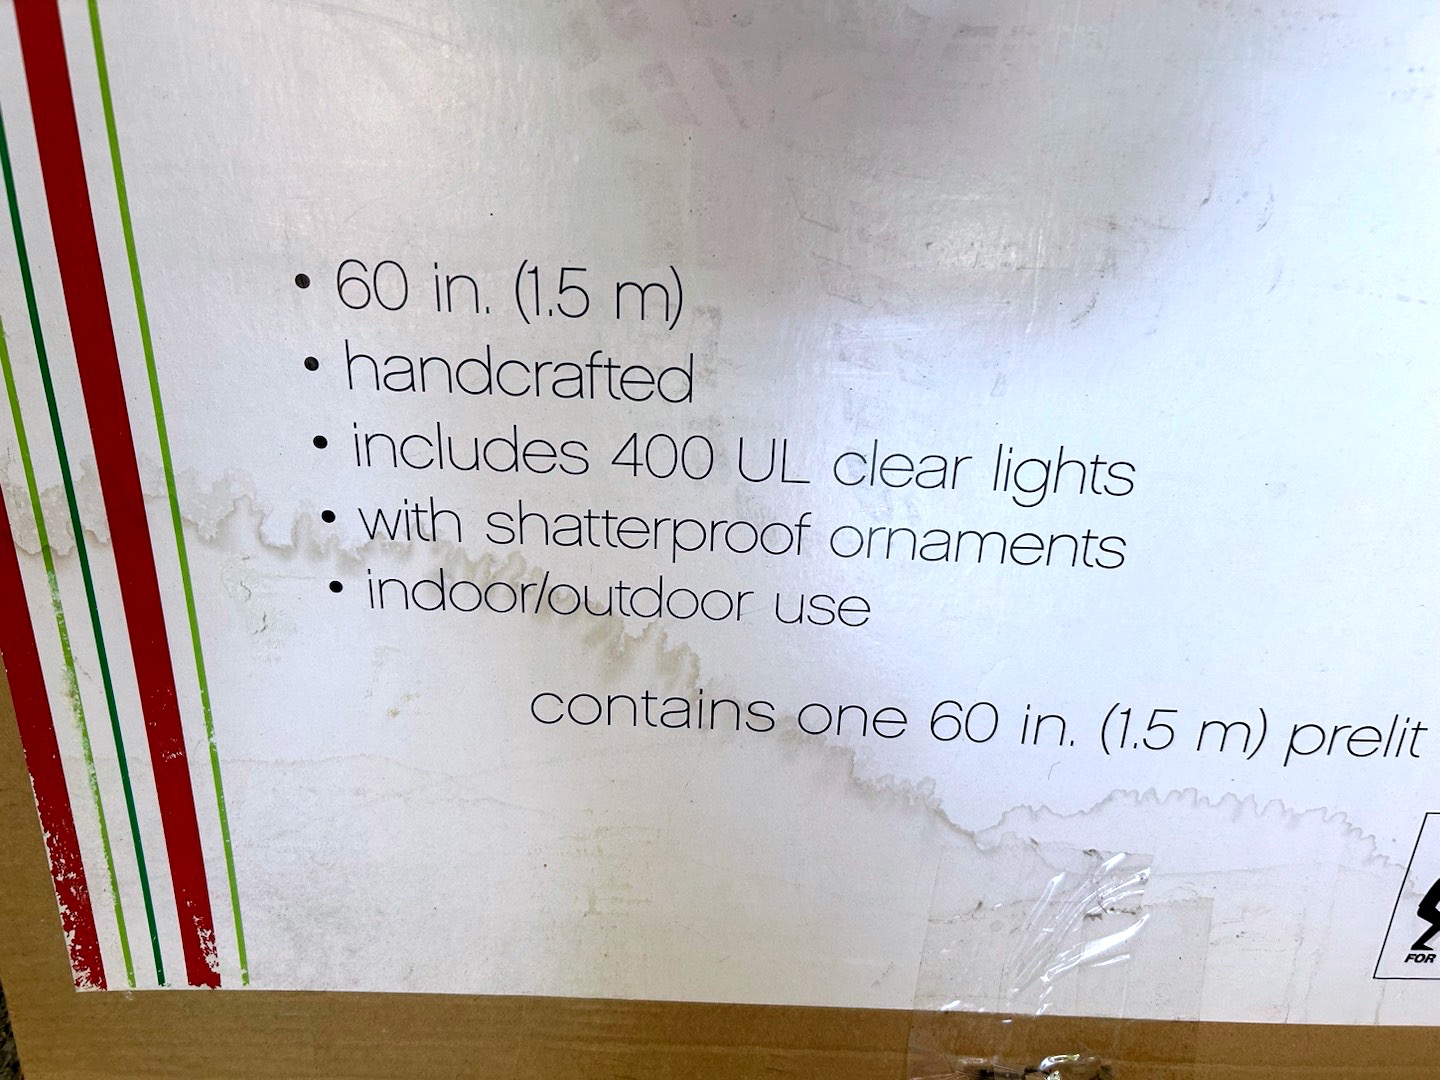 • 60 in. (1.5 m)
• handcrafted
• includes 400 UL clear lights
• with shatterproof ornaments
• indoor/outdoor use
contains one 60 in. (1.5 m) prelit
FOR